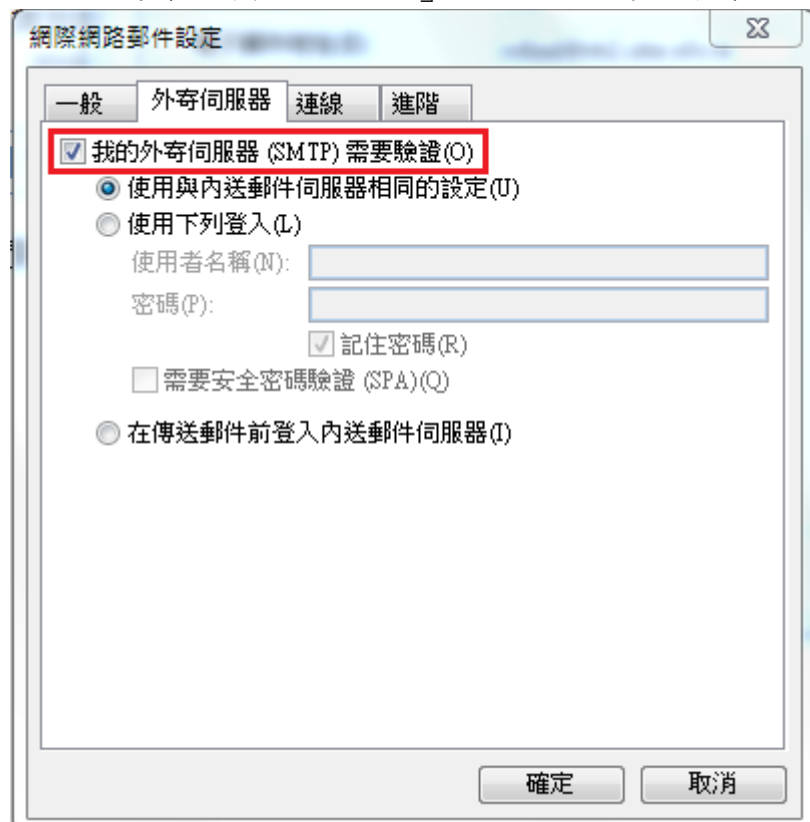 網際網路郵件設定
一般 外寄伺服器 連線 進階
我的外寄伺服器 (SMTP) 需要驗證(O)
使用與內送郵件伺服器相同的設定(U)
使用下列登入(L)
使用者名稱(N):
密碼(P):
記住密碼(R)
需要安全密碼驗證 (SPA)(Q)
在傳送郵件前登入內送郵件伺服器(I)
確定 取消